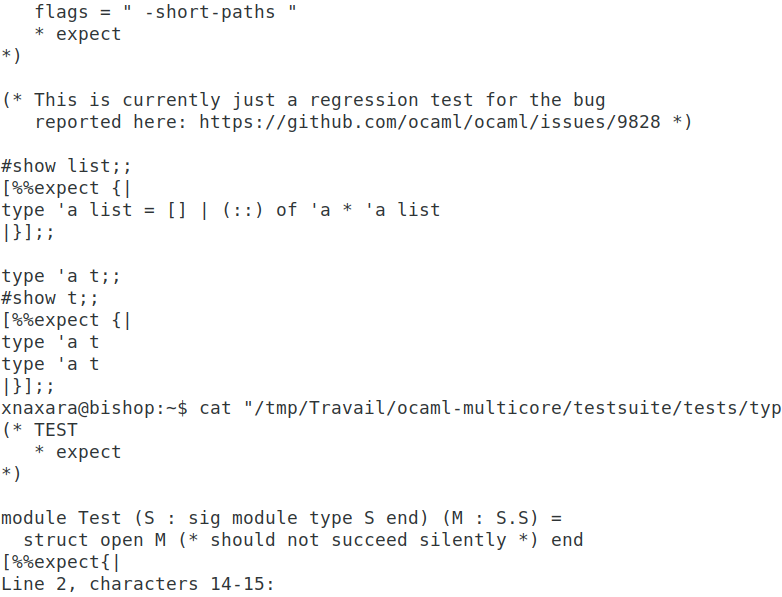 flags = " -short-paths "
* expect
*)
(* This is currently just a regression test for the bug
reported here: https://github.com/ocaml/ocaml/issues/9828 *)
#show list;;
[%%expect {|
type 'a list = [] | (::) of 'a * 'a list
|}];;
type 'a t;;
#show t;;
[%%expect {|
type 'a t
type 'a t
|}];;
xnaxara@bishop:~$ cat "/tmp/Travail/ocaml-multicore/testsuite/tests/typ
(* TEST
* expect
*)
module Test (S : sig module type S end) (M : S.S) =
struct open M (* should not succeed silently *) end
[%%expect{|
Line 2, characters 14-15: